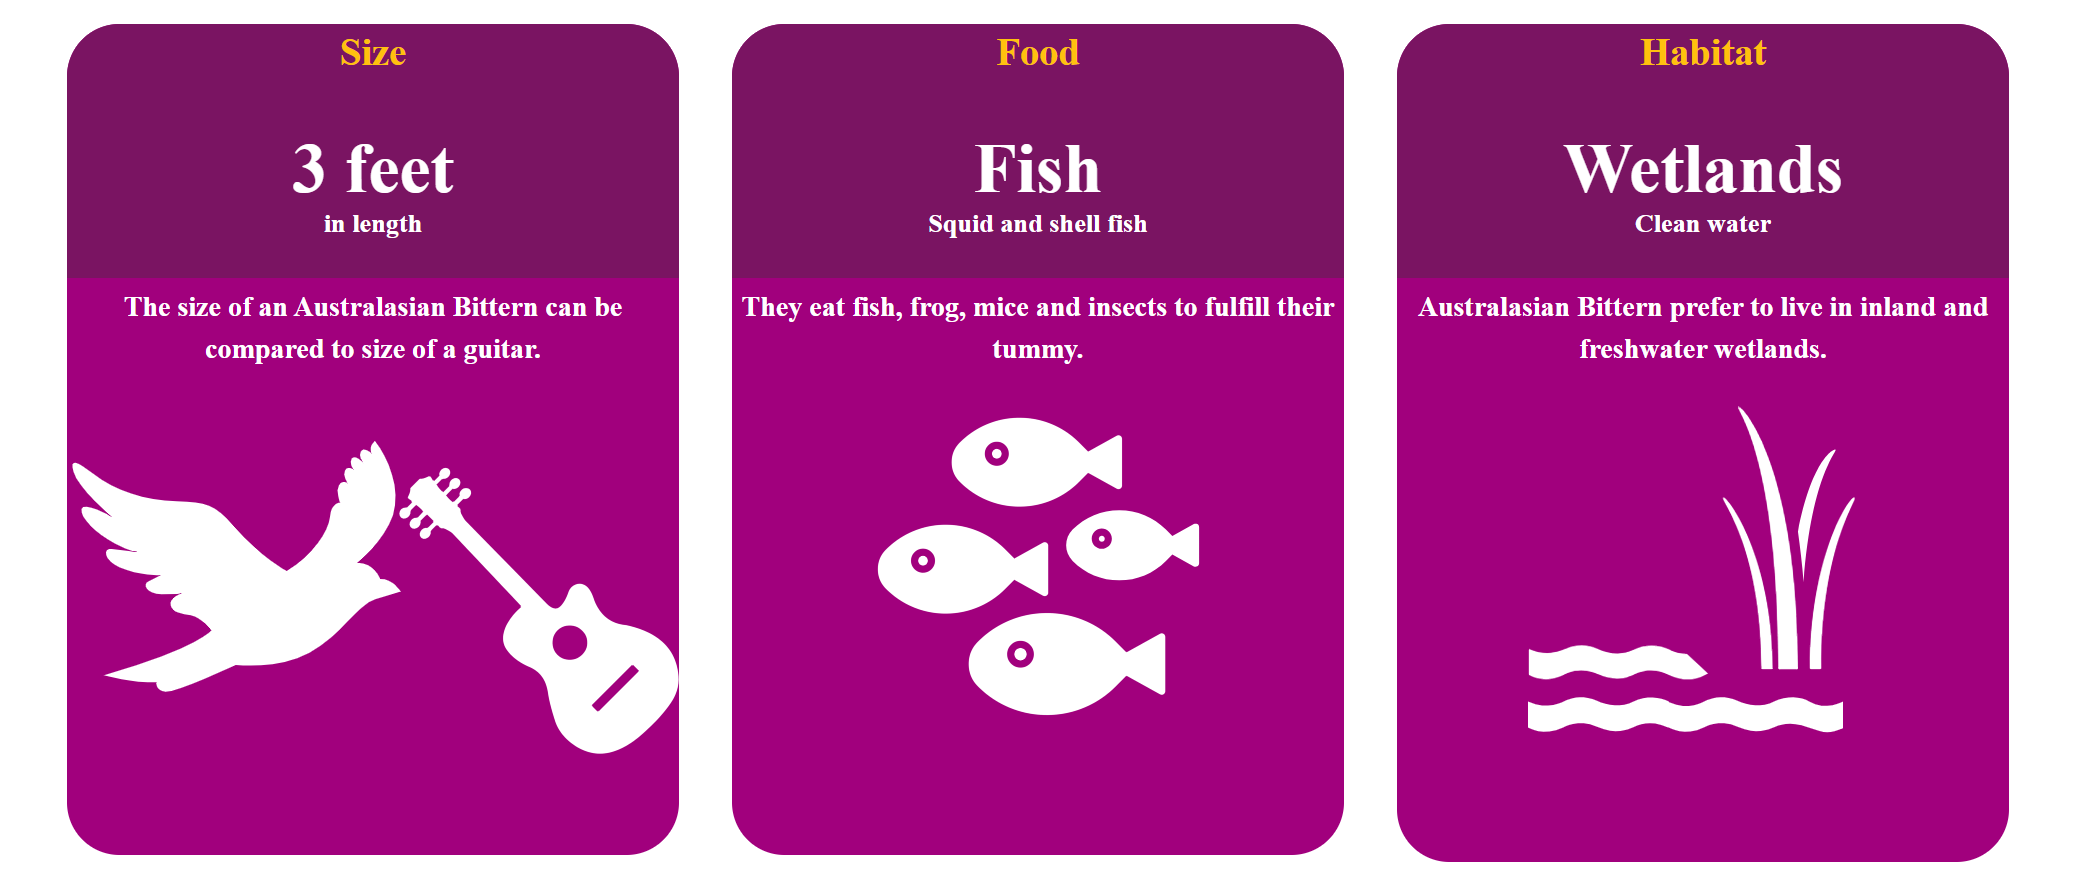 Size
3 feet
in length
The size of an Australasian Bittern can be
compared to size of a guitar.
Food
Fish
Squid and shell fish
They eat fish, frog, mice and insects to fulfill their
tummy.
Habitat
Wetlands
Clean water
Australasian Bittern prefer to live in inland and
freshwater wetlands.